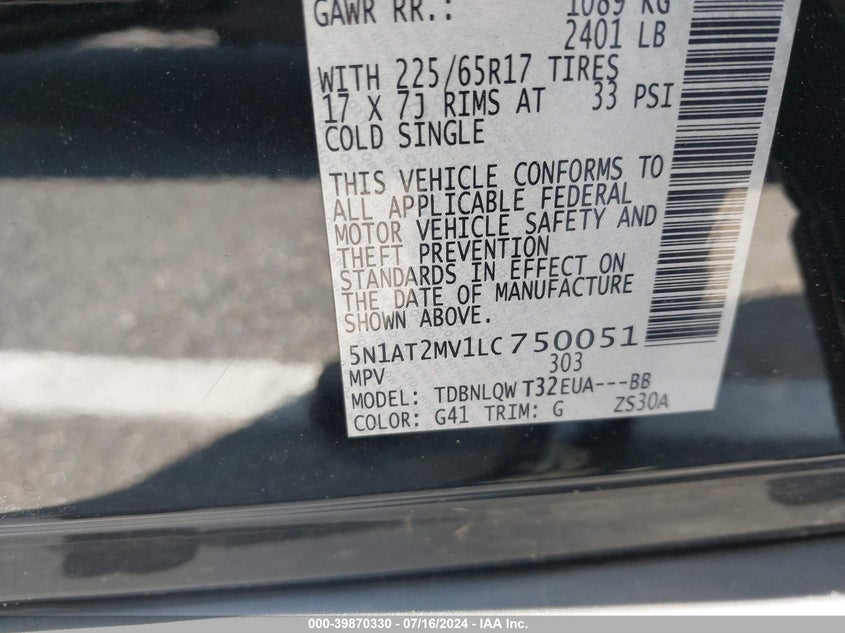 GAWR RR.: 1089 KG
2401 LB
WITH 225/65R17 TIRES
17 X 7J RIMS AT 33 PSI
COLD SINGLE
THIS VEHICLE CONFORMS TO
ALL APPLICABLE FEDERAL
MOTOR VEHICLE SAFETY AND
THEFT PREVENTION
STANDARDS IN EFFECT ON
THE DATE OF MANUFACTURE
SHOWN ABOVE.
5N1AT2MV1LC750051
MPV 303
MODEL: TDBNLQW T32EUA---BB
COLOR: G41 TRIM: G ZS30A
000-39870330 - 07/16/2024 - IAA Inc.